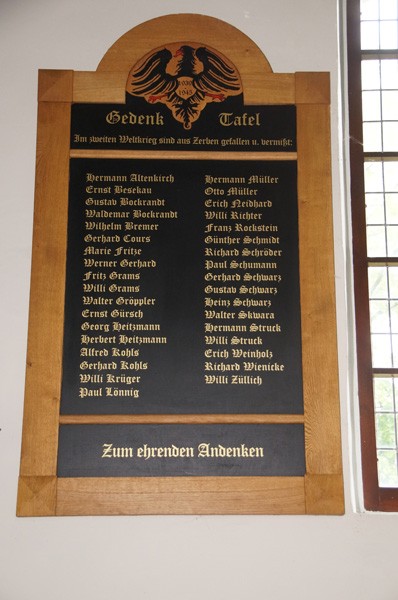 1939
1945
Gedenk Tafel
Im zweiten Weltkrieg sind aus Zerben gefallen u. vermißt:
Hermann Altenkirch
Ernst Besekau
Gustav Bockrandt
Waldemar Bockrandt
Wilhelm Bremer
Gerhard Cours
Marie Fritze
Werner Gerhard
Fritz Grams
Willi Grams
Walter Gröppler
Ernst Gürsch
Georg Heitzmann
Herbert Heitzmann
Alfred Kohls
Gerhard Kohls
Willi Krüger
Paul Lönnig
Hermann Müller
Otto Müller
Erich Neidhard
Willi Richter
Franz Rockstein
Günther Schmidt
Richard Schröder
Paul Schumann
Gerhard Schwarz
Gustav Schwarz
Heinz Schwarz
Walter Skwara
Hermann Struck
Willi Struck
Erich Weinholz
Richard Wienicke
Willi Züllich
Zum ehrenden Andenken